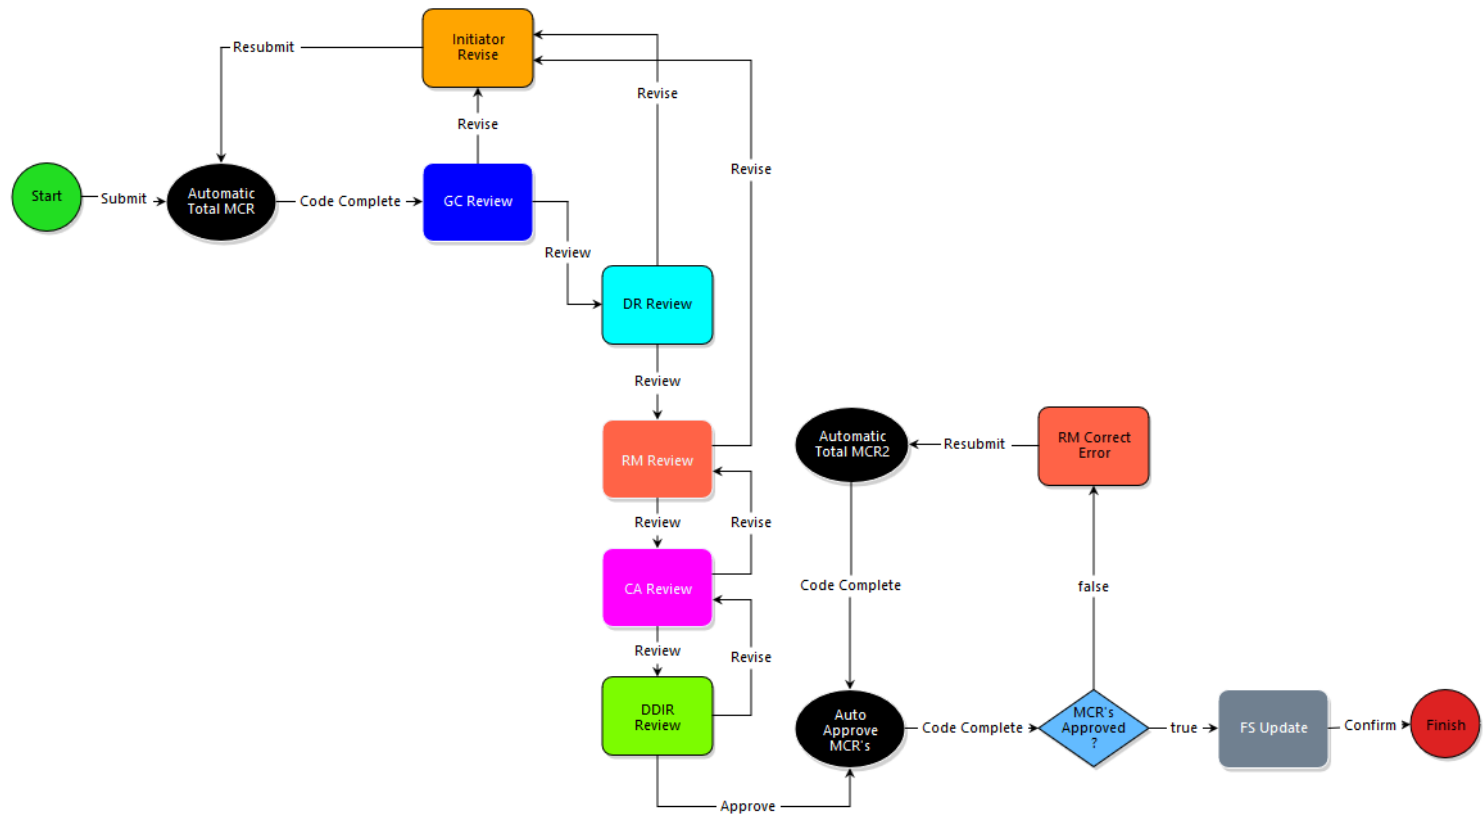 Initiator
Revise
Resubmit
Revise
Revise
Revise
Start
Submit
Automatic
Total MCR
Code Complete
GC Review
Review
DR Review
Review
RM Review
Automatic
Total MCR2
Resubmit
RM Correct
Error
Review
Revise
CA Review
Code Complete
false
Review
Revise
DDIR
Review
Auto
Approve
MCR's
Code Complete
MCR's
Approved
?
true
FS Update
Confirm
Finish
Approve